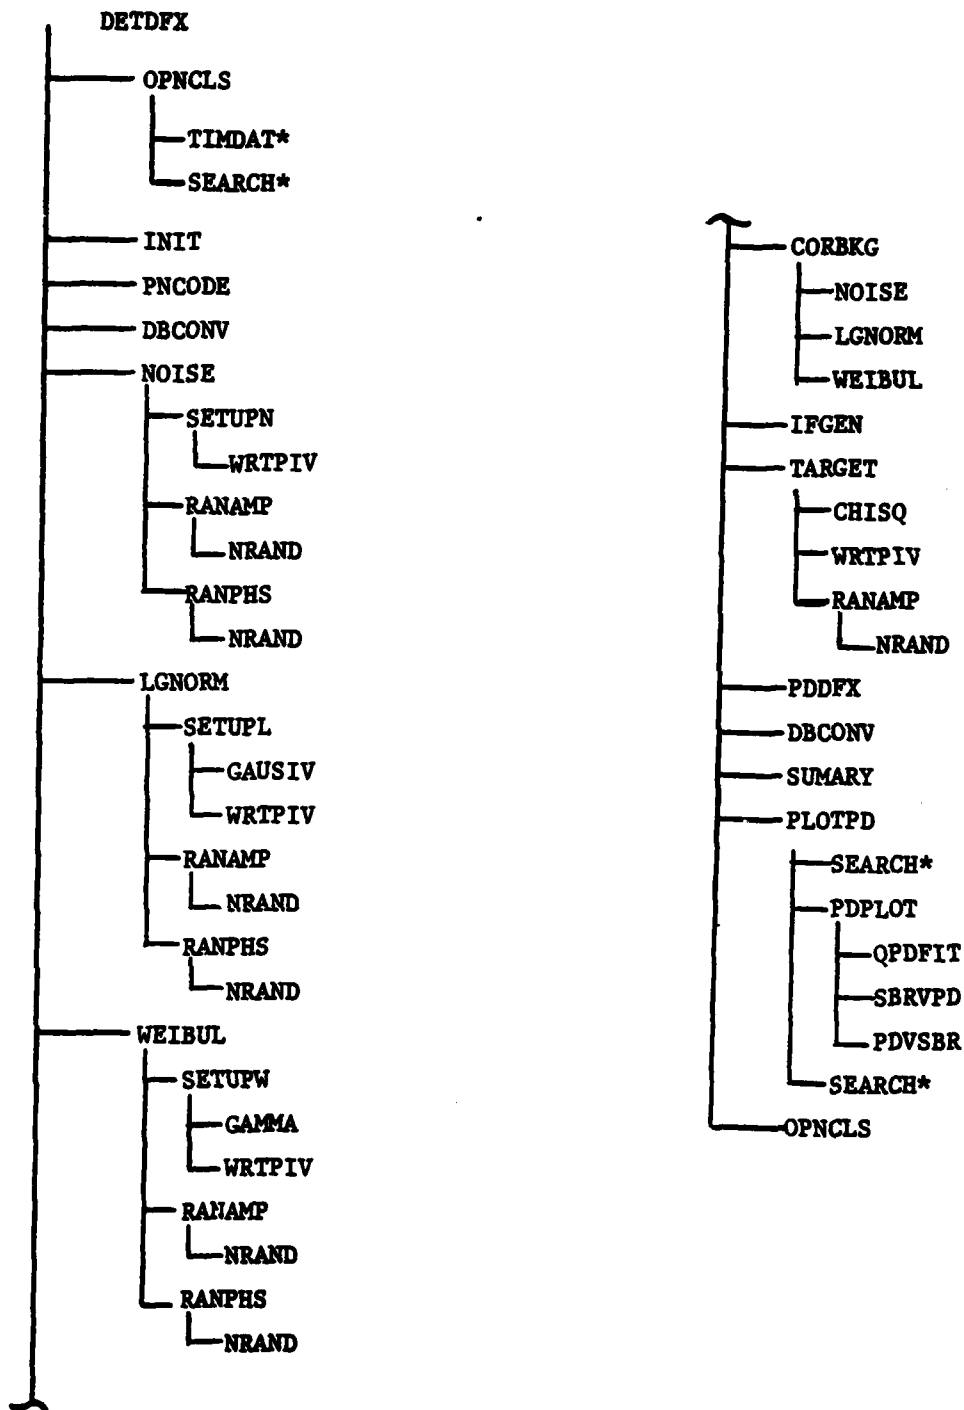 DETDFX
OPNCLS
TIMDAT*
SEARCH*
INIT
PNCODE
DBCONV
NOISE
SETUPN
WRTPIV
RANAMP
NRAND
RANPHS
NRAND
LGNORM
SETUPL
GAUSIV
WRTPIV
RANAMP
NRAND
RANPHS
NRAND
WEIBUL
SETUPW
GAMMA
WRTPIV
RANAMP
NRAND
RANPHS
NRAND
CORBKG
NOISE
LGNORM
WEIBUL
IFGEN
TARGET
CHISQ
WRTPIV
RANAMP
NRAND
PDDFX
DBCONV
SUMARY
PLOTPD
SEARCH*
PDPLOT
QPDFIT
SBRVPD
PDVSBR
SEARCH*
OPNCLS